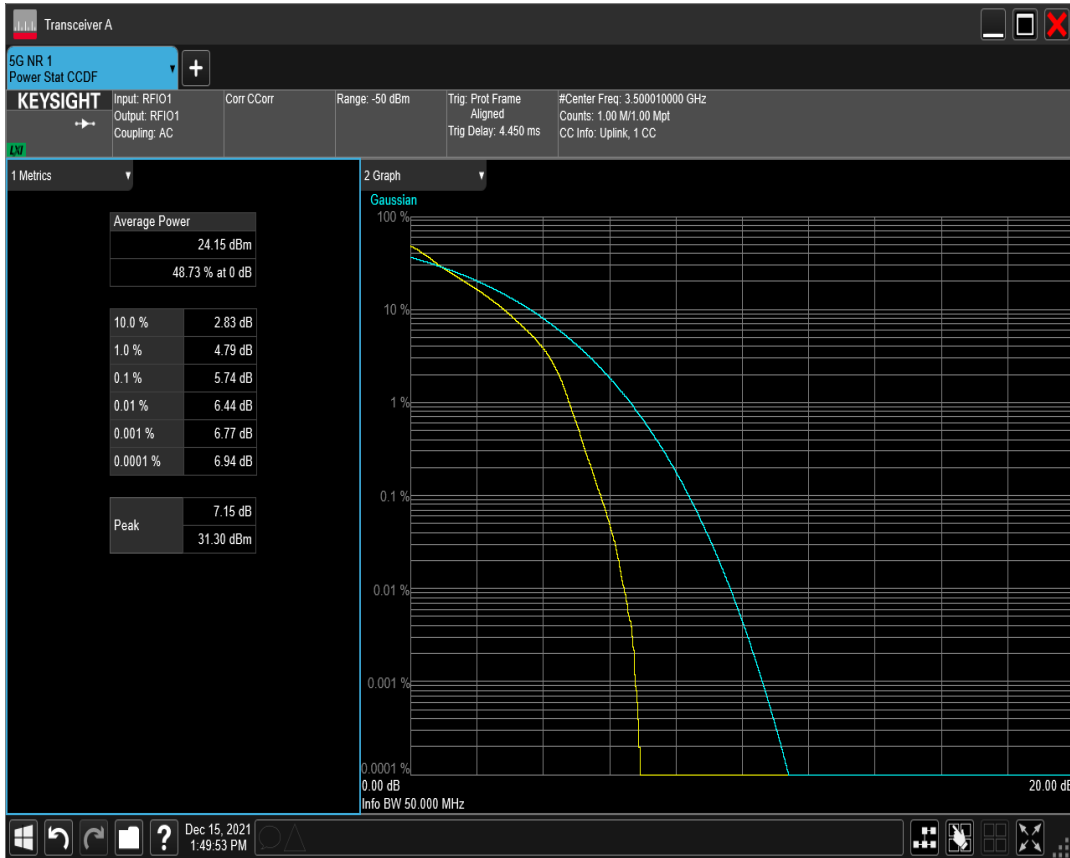 Transceiver A
5G NR 1
Power Stat CCDF
+
KEYSIGHT
LXI
Input: RFIO1
Output: RFIO1
Coupling: AC
Corr CCorr
Range: -50 dBm
Trig: Prot Frame
Aligned
Trig Delay: 4.450 ms
#Center Freq: 3.500010000 GHz
Counts: 1.00 M/1.00 Mpt
CC Info: Uplink, 1 CC
1 Metrics
Average Power
24.15 dBm
48.73 % at 0 dB
10.0 % 2.83 dB
1.0 % 4.79 dB
0.1 % 5.74 dB
0.01 % 6.44 dB
0.001 % 6.77 dB
0.0001 % 6.94 dB
Peak
7.15 dB
31.30 dBm
2 Graph
Gaussian
100 %
10 %
1 %
0.1 %
0.01 %
0.001 %
0.0001 %
0.00 dB 20.00 dB
Info BW 50.000 MHz
?
Dec 15, 2021
1:49:53 PM